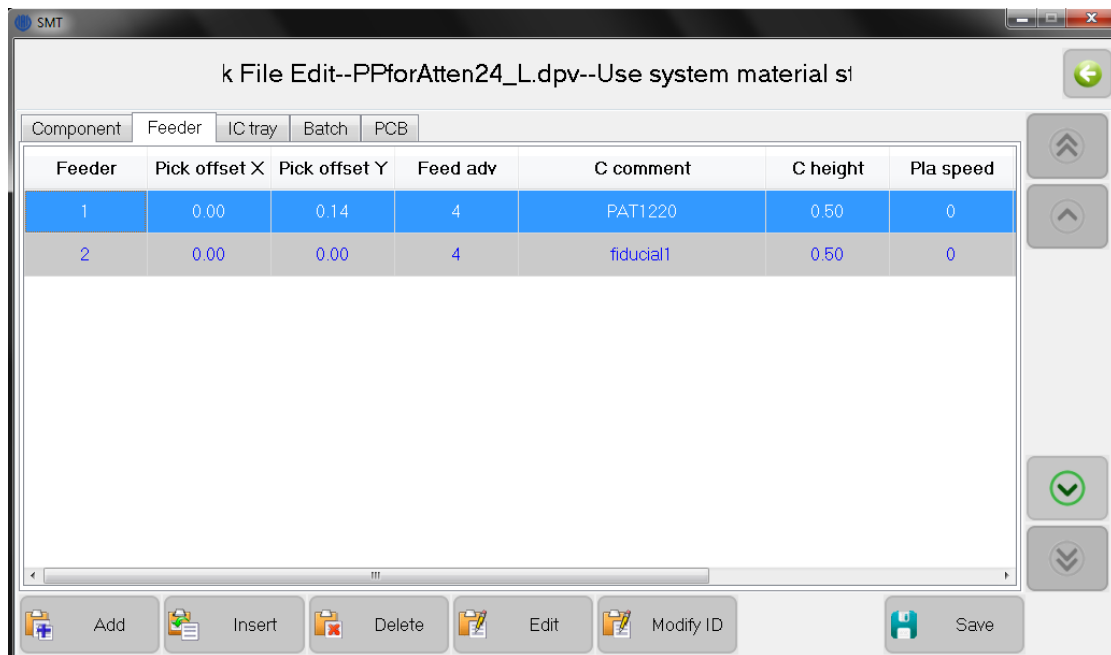 SMT
k File Edit--PPforAtten24_L.dpv--Use system material st
Component Feeder IC tray Batch PCB
Feeder Pick offset X Pick offset Y Feed adv C comment C height Pla speed
1 0.00 0.14 4 PAT1220 0.50 0
2 0.00 0.00 4 fiducial1 0.50 0
Add Insert Delete Edit Modify ID Save